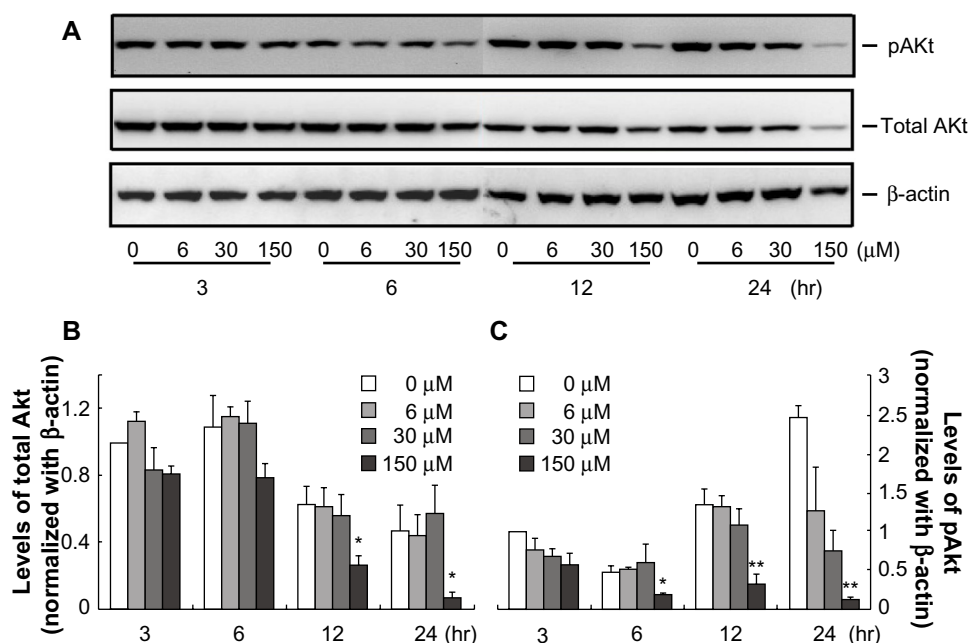 A
pAKt
Total AKt
β-actin
0 6 30 150 0 6 30 150 0 6 30 150 0 6 30 150 (μM)
3 6 12 24 (hr)
B
Levels of total Akt
(normalized with β-actin)
1.2
0.8
0.4
0
0 μM
6 μM
30 μM
150 μM
*
*
3 6 12 24 (hr)
C
0 μM
6 μM
30 μM
150 μM
*
**
**
3 6 12 24 (hr)
3
2.5
2
1.5
1
0.5
0
Levels of pAkt
(normalized with β-actin)